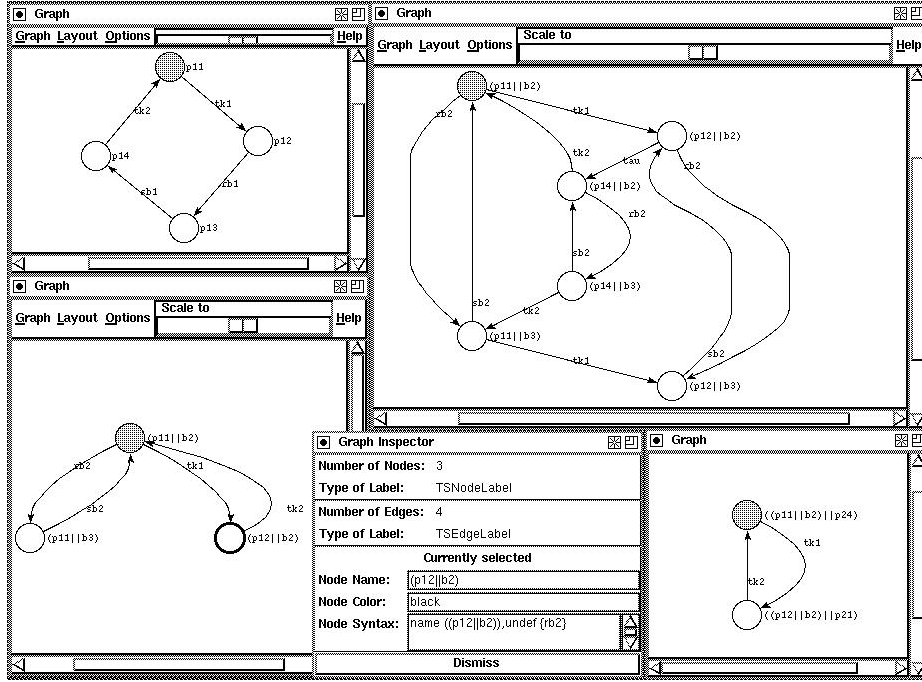 Graph
Graph Layout Options Help
p11
tk2
tk1
p12
p14
sb1
rb1
p13
Graph
Scale to
Graph Layout Options Help
(p11||b2)
rb2
tk1
(p12||b2)
tk2
tau
rb2
(p14||b2)
rb2
sb2
(p14||b3)
sb2
tk2
(p11||b3)
tk1
sb2
(p12||b3)
Graph
Scale to
Graph Layout Options Help
(p11||b2)
rb2
tk1
sb2
tk2
(p11||b3)
(p12||b2)
Graph Inspector
Number of Nodes: 3
Type of Label: TSNodeLabel
Number of Edges: 4
Type of Label: TSEdgeLabel
Currently selected
Node Name: (p12||b2)
Node Color: black
Node Syntax: name ((p12||b2)),undef {rb2}
Dismiss
Graph
((p11||b2)||p24)
tk1
tk2
((p12||b2)||p21)